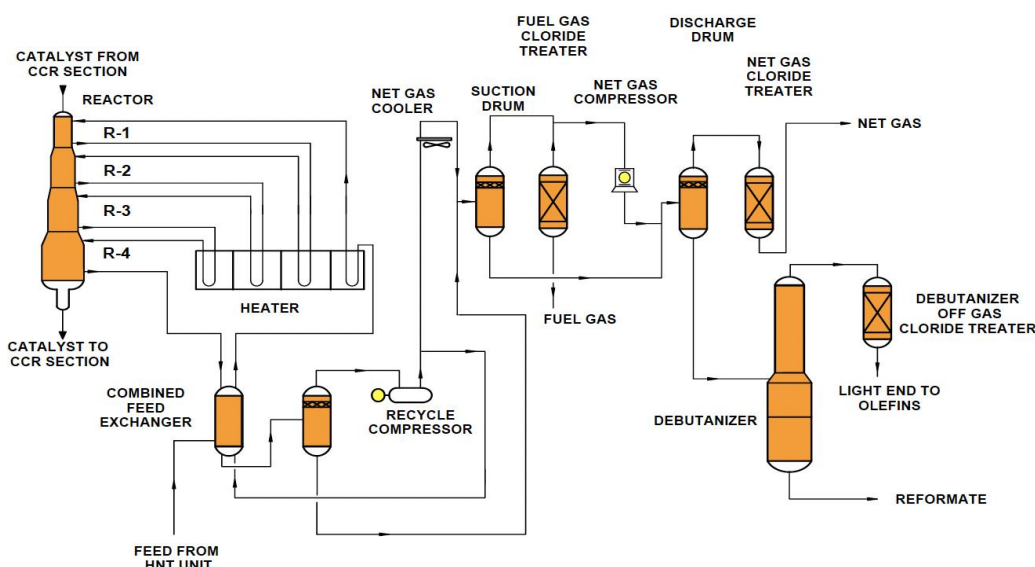 CATALYST FROM
CCR SECTION
REACTOR
R-1
R-2
R-3
R-4
HEATER
CATALYST TO
CCR SECTION
COMBINED
FEED
EXCHANGER
FEED FROM
HNT UNIT
RECYCLE
COMPRESSOR
NET GAS
COOLER
SUCTION
DRUM
FUEL GAS
CLORIDE
TREATER
NET GAS
COMPRESSOR
FUEL GAS
DISCHARGE
DRUM
NET GAS
CLORIDE
TREATER
NET GAS
DEBUTANIZER
OFF GAS
CLORIDE TREATER
LIGHT END TO
OLEFINS
DEBUTANIZER
REFORMATE